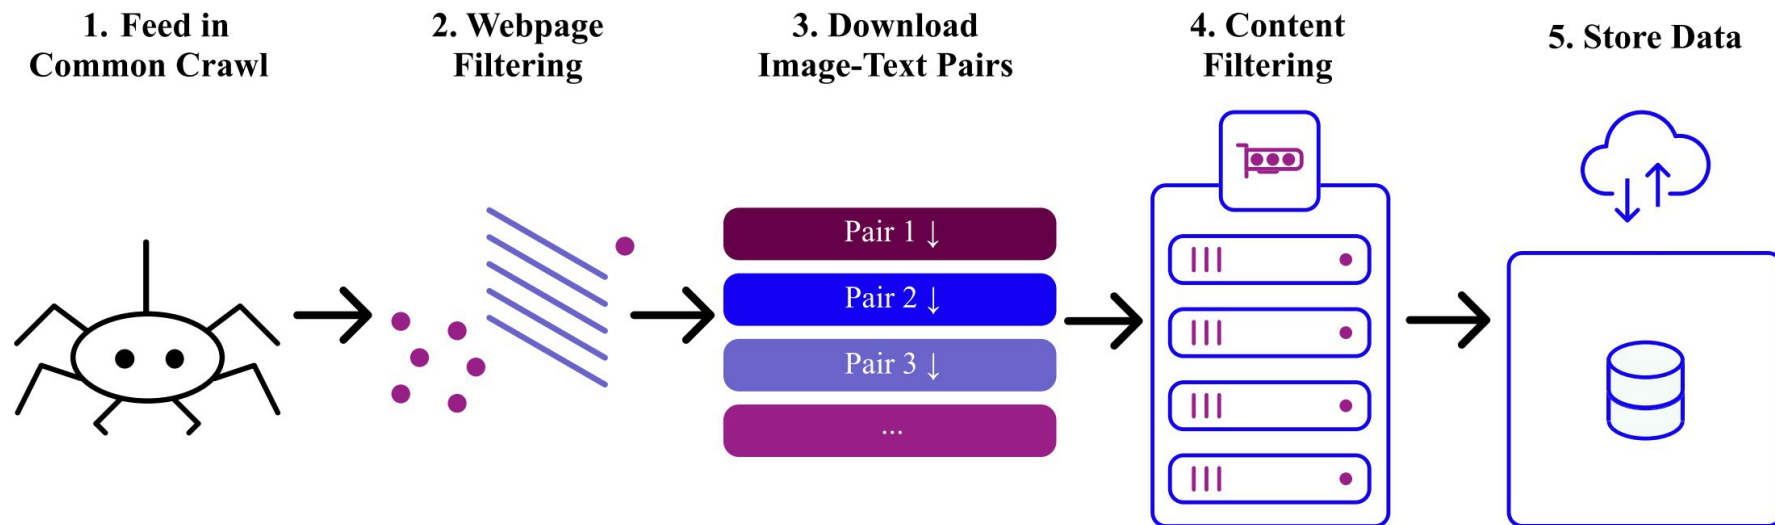 1. Feed in
Common Crawl
2. Webpage
Filtering
3. Download
Image-Text Pairs
4. Content
Filtering
5. Store Data
Pair 1 ↓
Pair 2 ↓
Pair 3 ↓
...